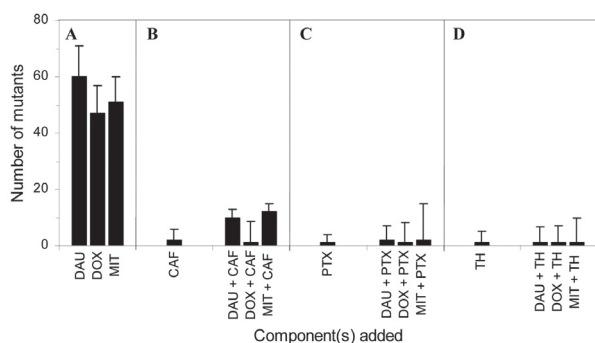 A B C D
80
60
40
20
0
Number of mutants
DAU
DOX
MIT
CAF
DAU + CAF
DOX + CAF
MIT + CAF
PTX
DAU + PTX
DOX + PTX
MIT + PTX
TH
DAU + TH
DOX + TH
MIT + TH
Component(s) added